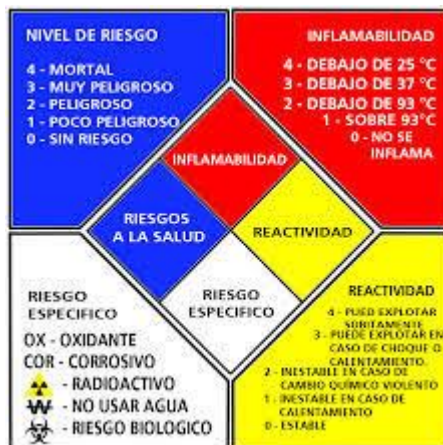 NIVEL DE RIESGO
4 - MORTAL
3 - MUY PELIGROSO
2 - PELIGROSO
1 - POCO PELIGROSO
0 - SIN RIESGO
INFLAMABILIDAD
4 - DEBAJO DE 25 °C
3 - DEBAJO DE 37 °C
2 - DEBAJO DE 93 °C
1 - SOBRE 93°C
0 - NO SE
INFLAMA
INFLAMABILIDAD
RIESGOS
A LA SALUD
REACTIVIDAD
RIESGO
ESPECIFICO
RIESGO
ESPECIFICO
OX - OXIDANTE
COR - CORROSIVO
- RADIOACTIVO
W - NO USAR AGUA
- RIESGO BIOLOGICO
REACTIVIDAD
4 - PUED EXPLOTAR
SUBITAMENTE
3 - PUEDE EXPLOTAR EN
CASO DE CHOQUE O
CALENTAMIENTO.
2 - INESTABLE EN CASO DE
CAMBIO QUÍMICO VIOLENTO
1 - INESTABLE EN CASO DE
CALENTAMIENTO
0 - ESTABLE